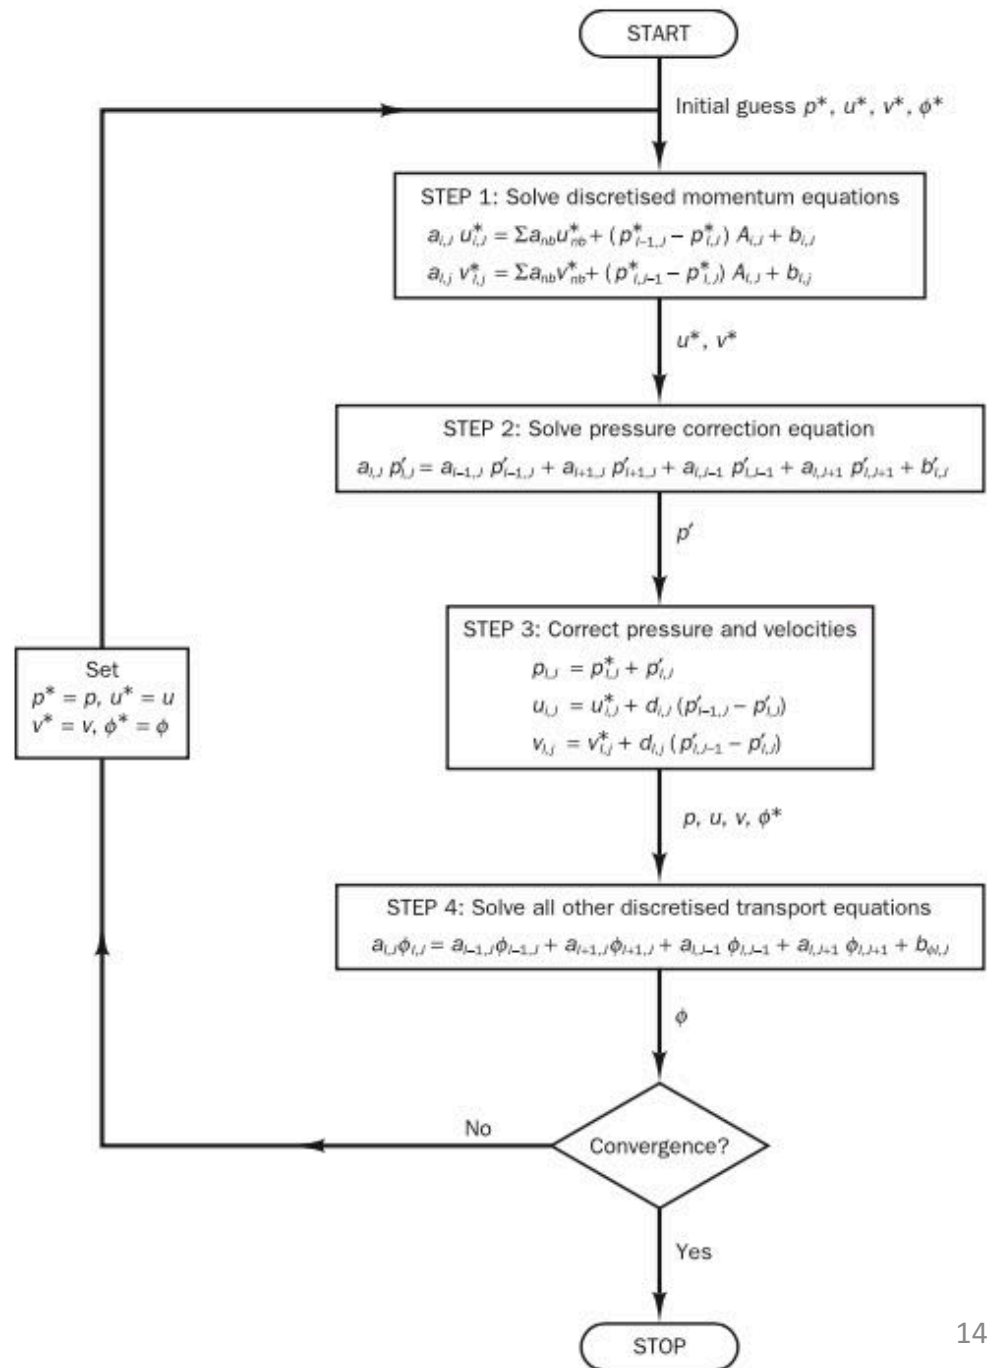 START
Initial guess p*, u*, v*, ϕ*
STEP 1: Solve discretised momentum equations
a_{i,J} u*_{i,J} = Σa_{nb}u*_{nb} + (p*_{I-1,J} – p*_{I,J}) A_{i,J} + b_{i,J}
a_{I,j} v*_{I,j} = Σa_{nb}v*_{nb} + (p*_{I,J-1} – p*_{I,J}) A_{I,j} + b_{I,j}
u*, v*
STEP 2: Solve pressure correction equation
a_{I,J} p′_{I,J} = a_{I-1,J} p′_{I-1,J} + a_{I+1,J} p′_{I+1,J} + a_{I,J-1} p′_{I,J-1} + a_{I,J+1} p′_{I,J+1} + b′_{I,J}
p′
STEP 3: Correct pressure and velocities
p_{I,J} = p*_{I,J} + p′_{I,J}
u_{i,J} = u*_{i,J} + d_{i,J} (p′_{I-1,J} – p′_{I,J})
v_{I,j} = v*_{I,j} + d_{I,j} (p′_{I,J-1} – p′_{I,J})
Set
p* = p, u* = u
v* = v, ϕ* = ϕ
p, u, v, ϕ*
STEP 4: Solve all other discretised transport equations
a_{I,J}ϕ_{I,J} = a_{I-1,J}ϕ_{I-1,J} + a_{I+1,J}ϕ_{I+1,J} + a_{I,J-1} ϕ_{I,J-1} + a_{I,J+1} ϕ_{I,J+1} + b_{ϕI,J}
ϕ
No
Convergence?
Yes
STOP
14